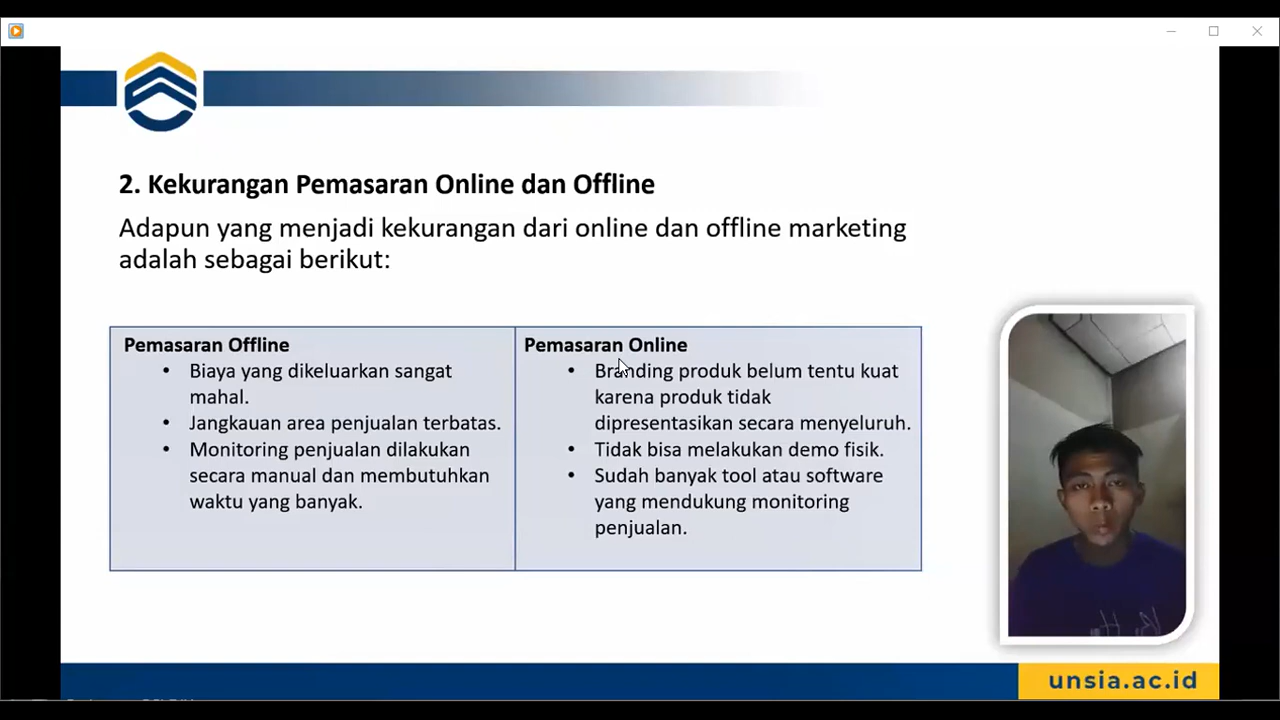 2. Kekurangan Pemasaran Online dan Offline
Adapun yang menjadi kekurangan dari online dan offline marketing
adalah sebagai berikut:
Pemasaran Offline
• Biaya yang dikeluarkan sangat
mahal.
• Jangkauan area penjualan terbatas.
• Monitoring penjualan dilakukan
secara manual dan membutuhkan
waktu yang banyak.
Pemasaran Online
• Branding produk belum tentu kuat
karena produk tidak
dipresentasikan secara menyeluruh.
• Tidak bisa melakukan demo fisik.
• Sudah banyak tool atau software
yang mendukung monitoring
penjualan.
unsia.ac.id